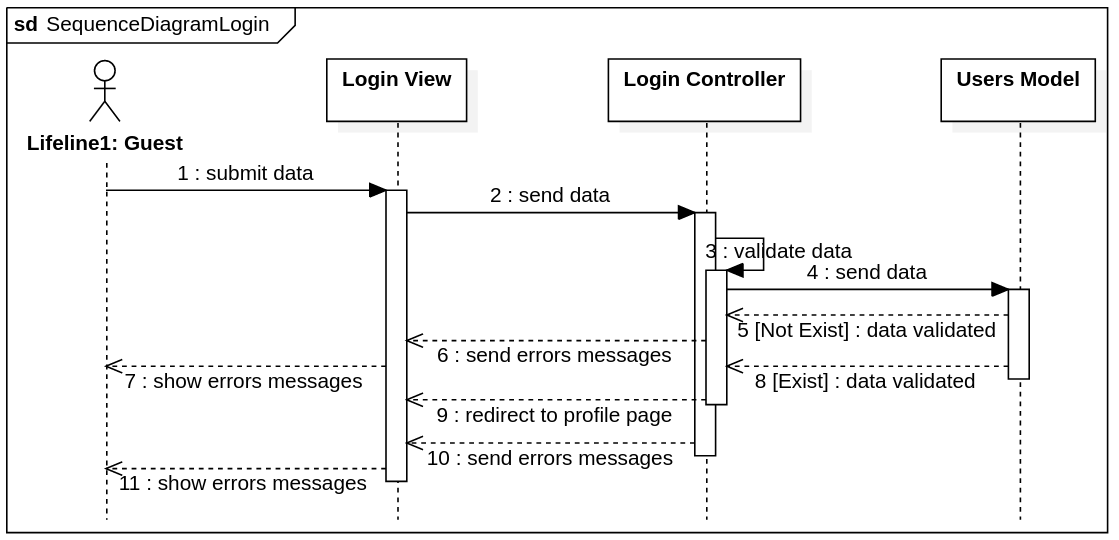 sd SequenceDiagramLogin
Login View
Login Controller
Users Model
Lifeline1: Guest
1 : submit data
2 : send data
3 : validate data
4 : send data
5 [Not Exist] : data validated
6 : send errors messages
7 : show errors messages
8 [Exist] : data validated
9 : redirect to profile page
10 : send errors messages
11 : show errors messages